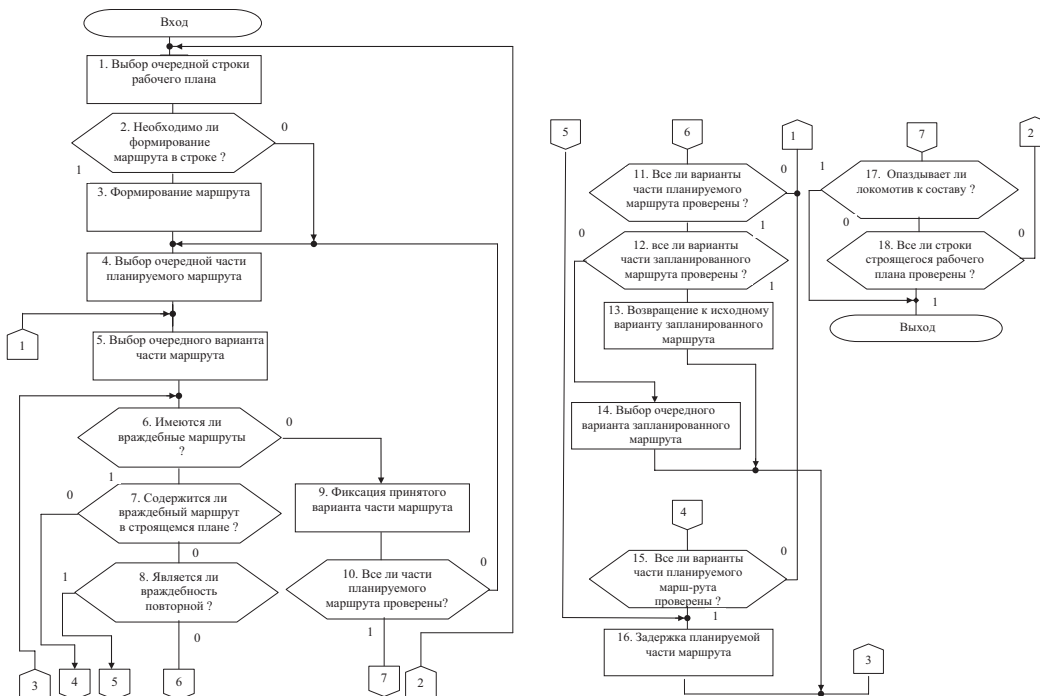 Вход
1. Выбор очередной строки
рабочего плана
2. Необходимо ли
формирование
маршрута в строке ?
0
1
3. Формирование маршрута
4. Выбор очередной части
планируемого маршрута
1
5. Выбор очередного варианта
части маршрута
6. Имеются ли
враждебные маршруты
?
0
1
7. Содержится ли
враждебный маршрут
в строящемся плане ?
0
0
8. Является ли
враждебность
повторной ?
1
0
9. Фиксация принятого
варианта части маршрута
10. Все ли части
планируемого
маршрута проверены?
0
1
3
4
5
6
7
2
5
6
1
7
2
11. Все ли варианты
части планируемого
маршрута проверены ?
0
1
12. все ли варианты
части запланированного
маршрута проверены ?
0
1
13. Возвращение к исходному
варианту запланированного
маршрута
14. Выбор очередного
варианта запланированного
маршрута
4
15. Все ли варианты
части планируемого
марш-рута
проверены ?
0
1
16. Задержка планируемой
части маршрута
3
17. Опаздывает ли
локомотив к составу ?
1
0
18. Все ли строки
строящегося рабочего
плана проверены ?
0
1
Выход